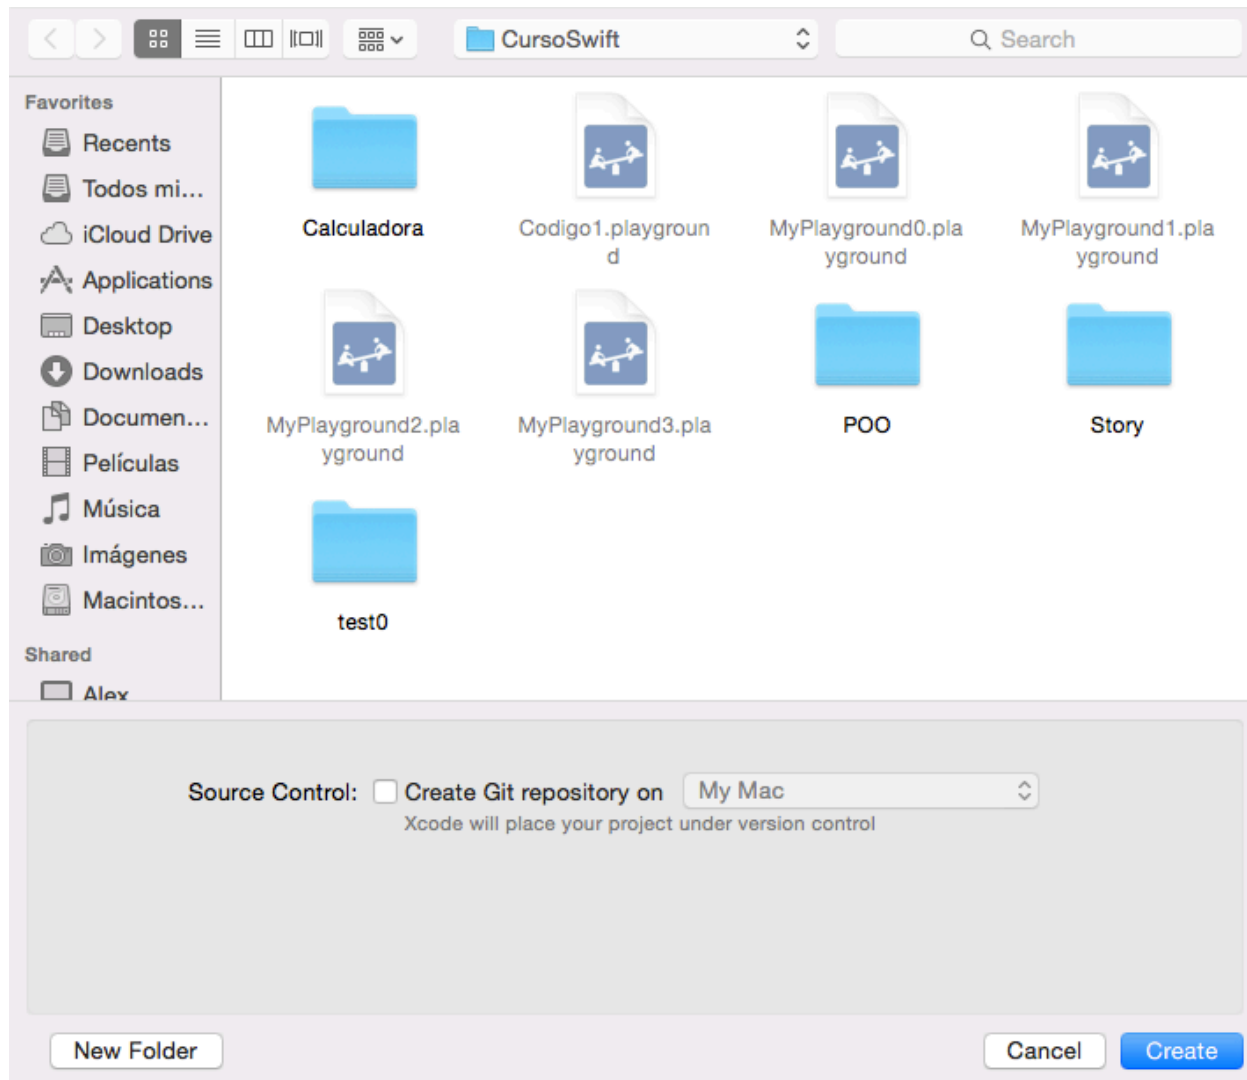 CursoSwift
Search
Favorites
Recents
Todos mi...
iCloud Drive
Applications
Desktop
Downloads
Documen...
Películas
Música
Imágenes
Macintos...
Shared
Alex
Calculadora
Codigo1.playgroun
d
MyPlayground0.pla
yground
MyPlayground1.pla
yground
MyPlayground2.pla
yground
MyPlayground3.pla
yground
POO
Story
test0
Source Control: Create Git repository on My Mac
Xcode will place your project under version control
New Folder
Cancel
Create